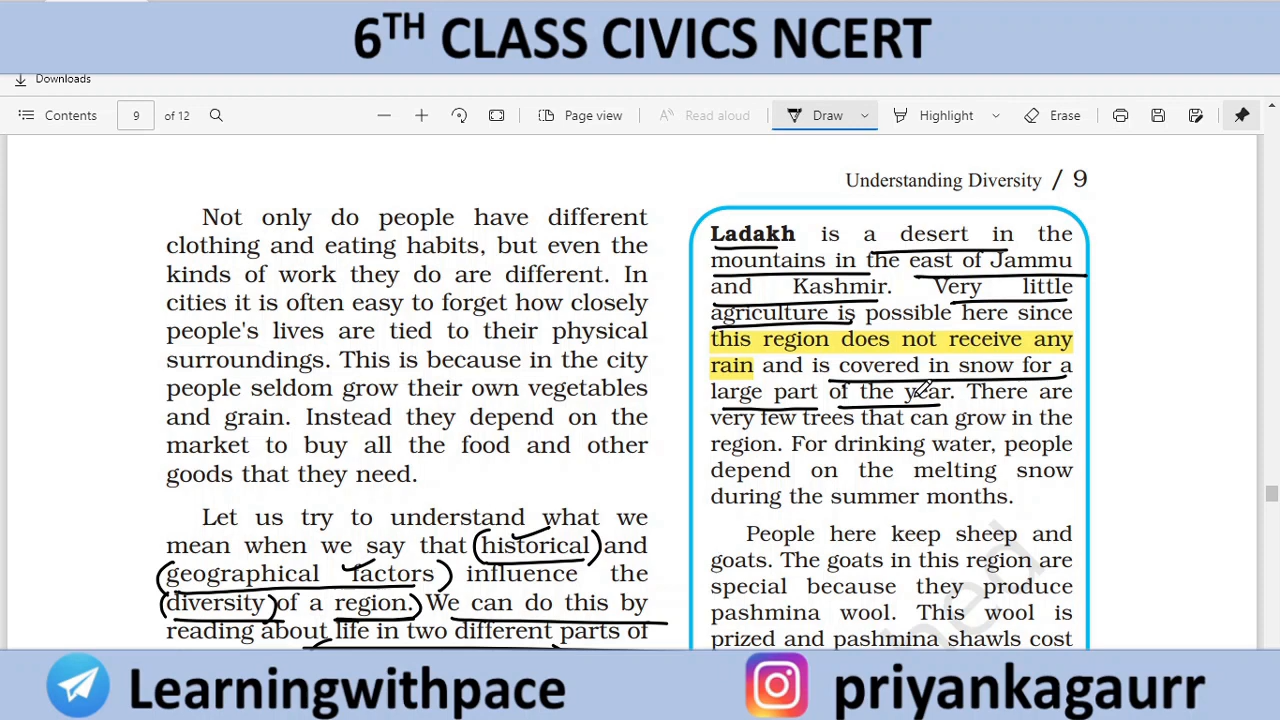 6TH CLASS CIVICS NCERT
Downloads
Contents 9 of 12 Page view Read aloud Draw Highlight Erase
Understanding Diversity / 9
Not only do people have different
clothing and eating habits, but even the
kinds of work they do are different. In
cities it is often easy to forget how closely
people's lives are tied to their physical
surroundings. This is because in the city
people seldom grow their own vegetables
and grain. Instead they depend on the
market to buy all the food and other
goods that they need.
Let us try to understand what we
mean when we say that historical and
geographical factors influence the
diversity of a region. We can do this by
reading about life in two different parts of
Ladakh is a desert in the
mountains in the east of Jammu
and Kashmir. Very little
agriculture is possible here since
this region does not receive any
rain and is covered in snow for a
large part of the year. There are
very few trees that can grow in the
region. For drinking water, people
depend on the melting snow
during the summer months.
People here keep sheep and
goats. The goats in this region are
special because they produce
pashmina wool. This wool is
prized and pashmina shawls cost
Learningwithpace
priyankagaurr